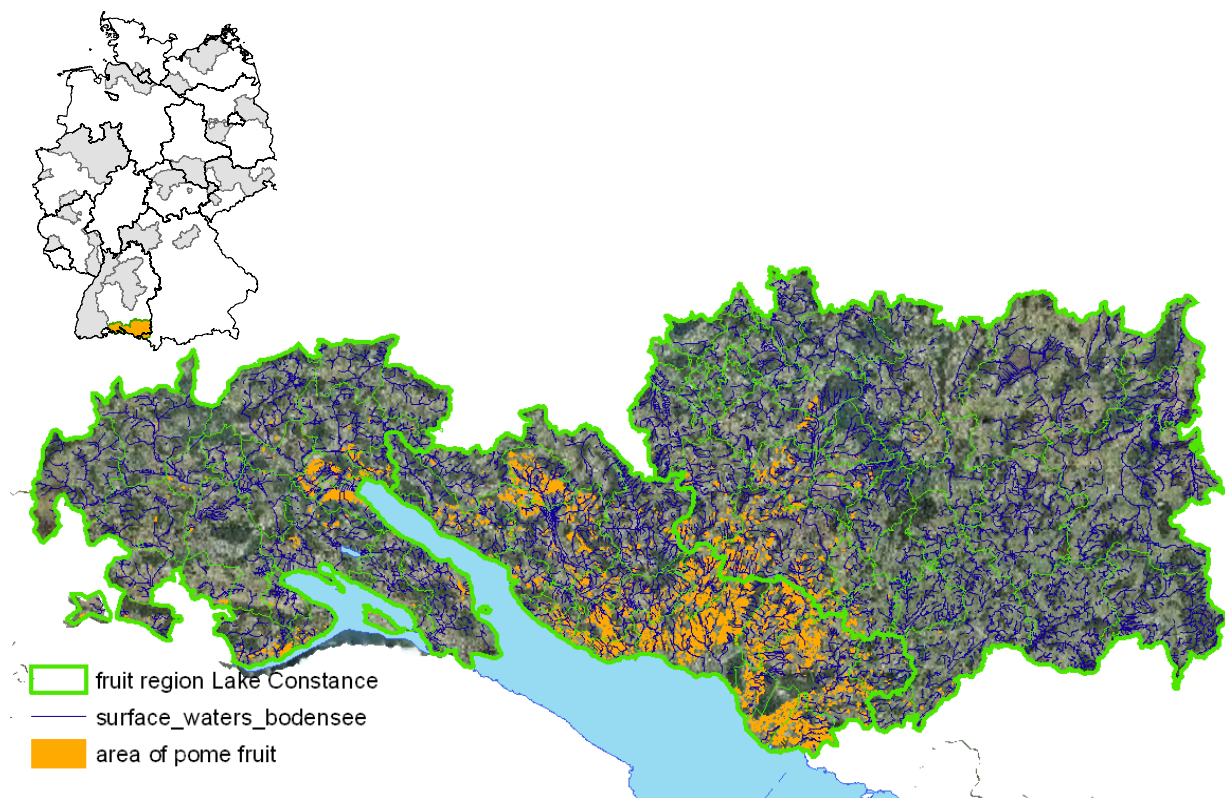 fruit region Lake Constance
surface_waters_bodensee
area of pome fruit